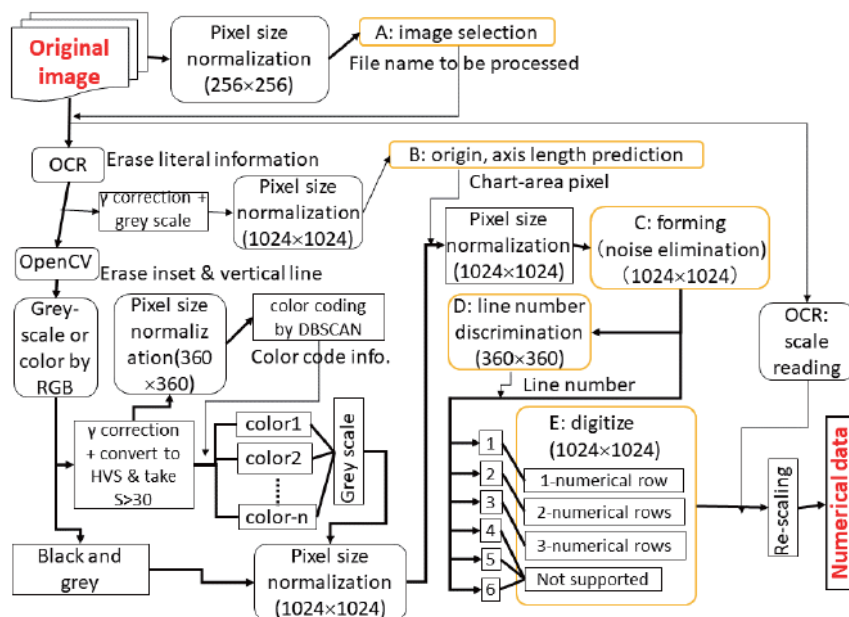 Original
image
Pixel size
normalization
(256×256)
A: image selection
File name to be processed
OCR
Erase literal information
B: origin, axis length prediction
Chart-area pixel
γ correction +
grey scale
Pixel size
normalization
(1024×1024)
Pixel size
normalization
(1024×1024)
C: forming
(noise elimination)
(1024×1024)
OpenCV
Erase inset & vertical line
Grey-
scale or
color by
RGB
Pixel size
normaliz
ation(360
×360)
color coding
by DBSCAN
Color code info.
D: line number
discrimination
(360×360)
Line number
OCR:
scale
reading
γ correction
+ convert to
HVS & take
S>30
color1
color2
color-n
Grey scale
E: digitize
(1024×1024)
1
2
3
4
5
6
1-numerical row
2-numerical rows
3-numerical rows
Not supported
Re-scaling
Numerical data
Black and
grey
Pixel size
normalization
(1024×1024)